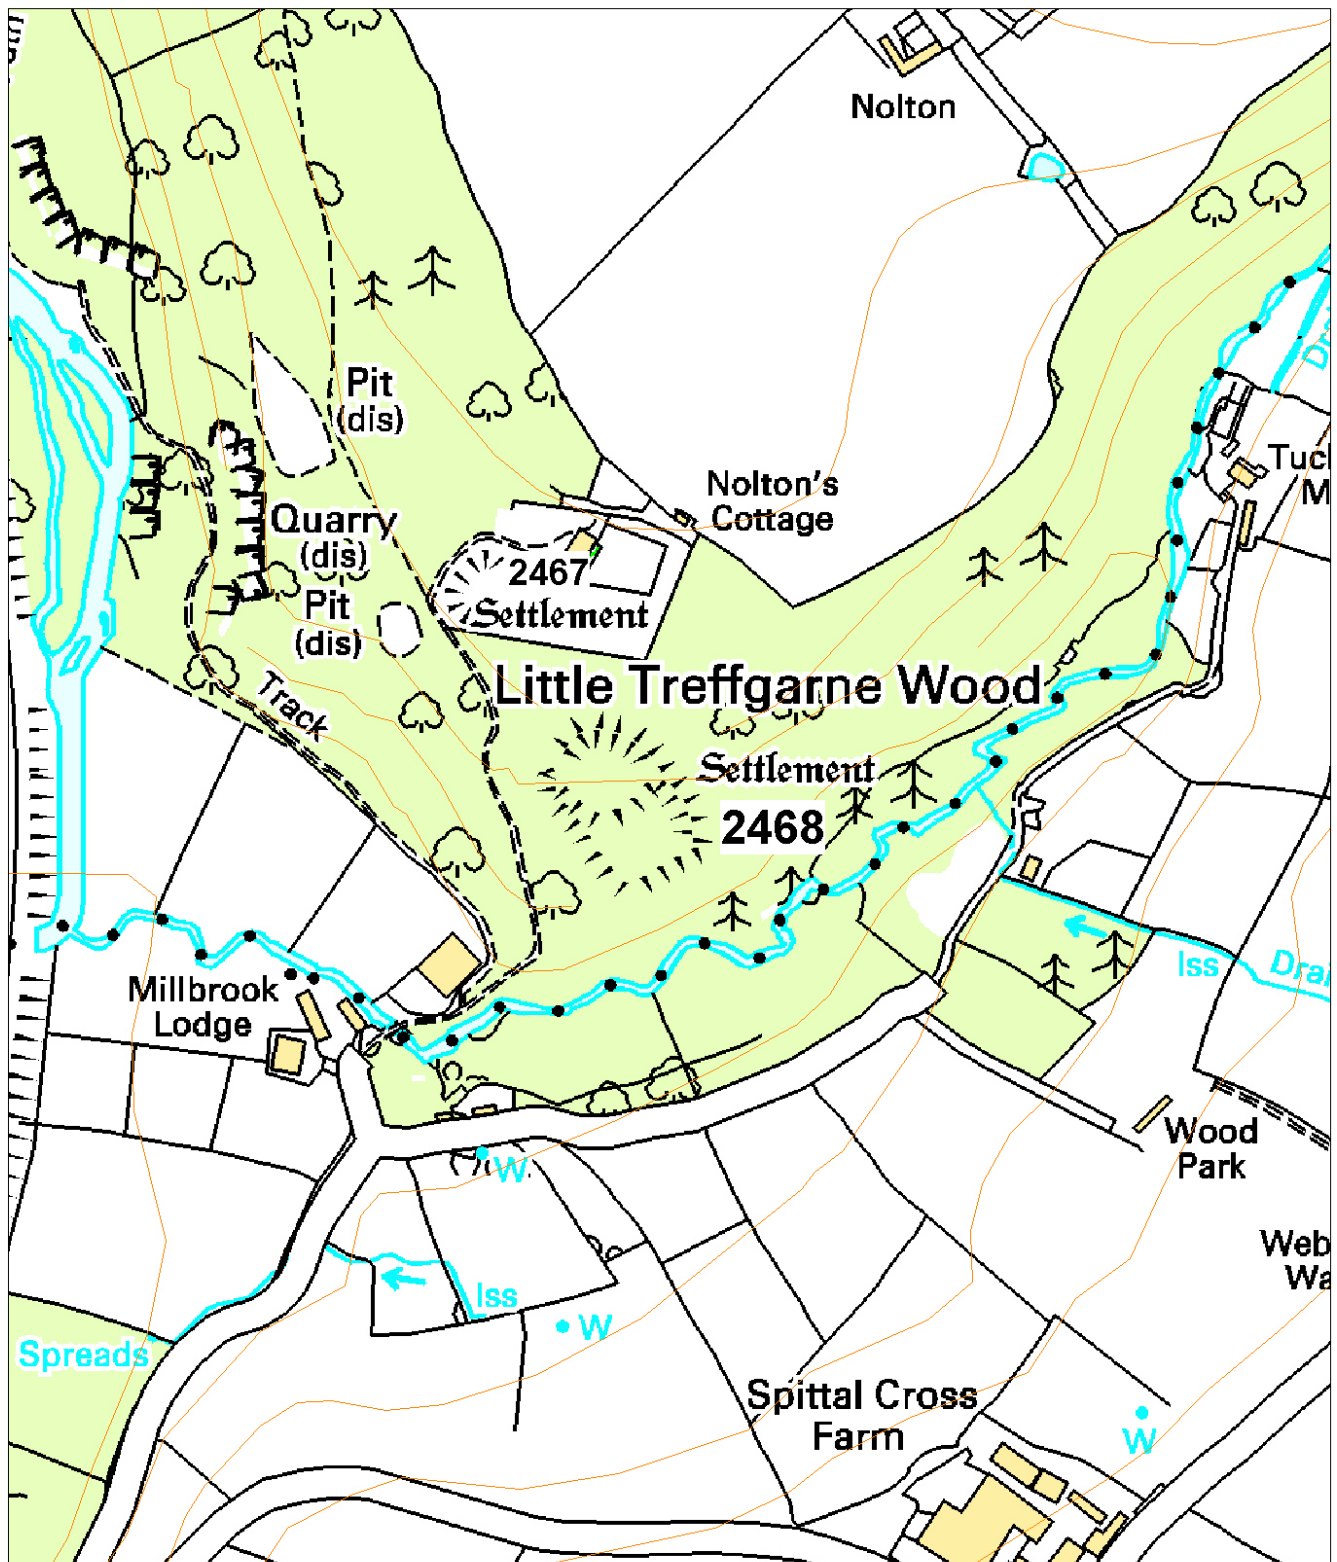 Nolton
Pit
(dis)
Nolton's
Cottage
Quarry
(dis)
2467
Settlement
Pit
(dis)
Little Treffgarne Wood
Track
Settlement
2468
Iss
Millbrook
Lodge
Wood
Park
W
Iss
W
Spreads
Spittal Cross
Farm
W